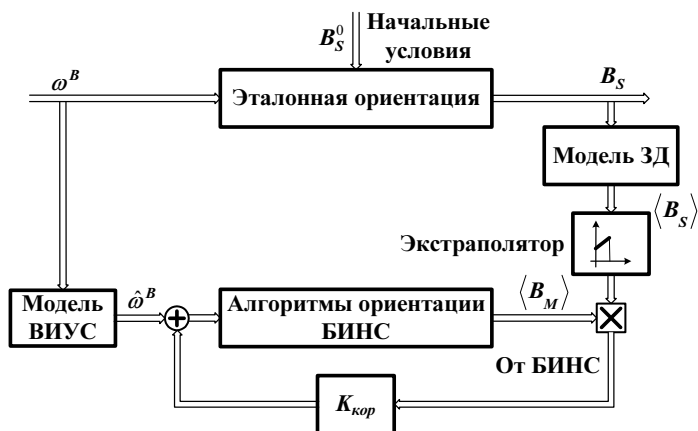 Начальные
условия
B_S^0
ω^B
Эталонная ориентация
B_S
Модель ЗД
⟨B_S⟩
Экстраполятор
Модель
ВИУС
ω̂^B
Алгоритмы ориентации
БИНС
⟨B_M⟩
От БИНС
K_кор